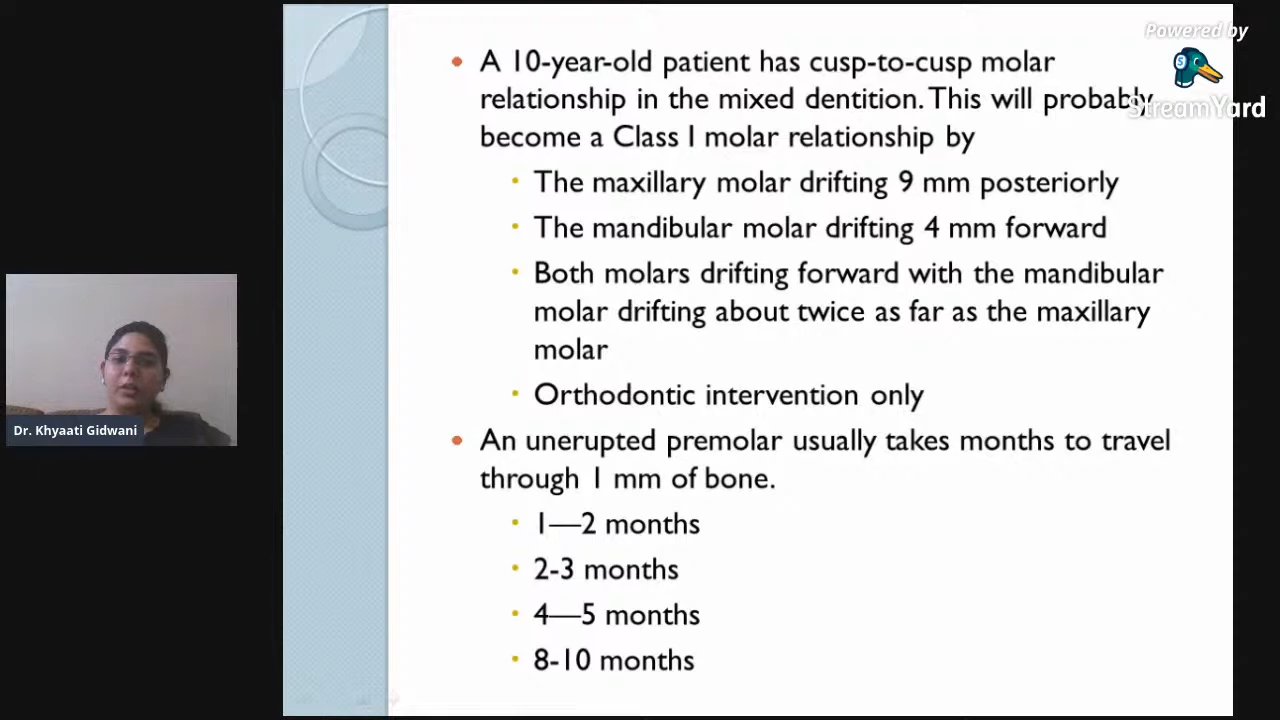 Powered by
StreamYard
A 10-year-old patient has cusp-to-cusp molar
relationship in the mixed dentition. This will probably
become a Class I molar relationship by
The maxillary molar drifting 9 mm posteriorly
The mandibular molar drifting 4 mm forward
Both molars drifting forward with the mandibular
molar drifting about twice as far as the maxillary
molar
Orthodontic intervention only
An unerupted premolar usually takes months to travel
through 1 mm of bone.
1—2 months
2-3 months
4—5 months
8-10 months
Dr. Khyaati Gidwani